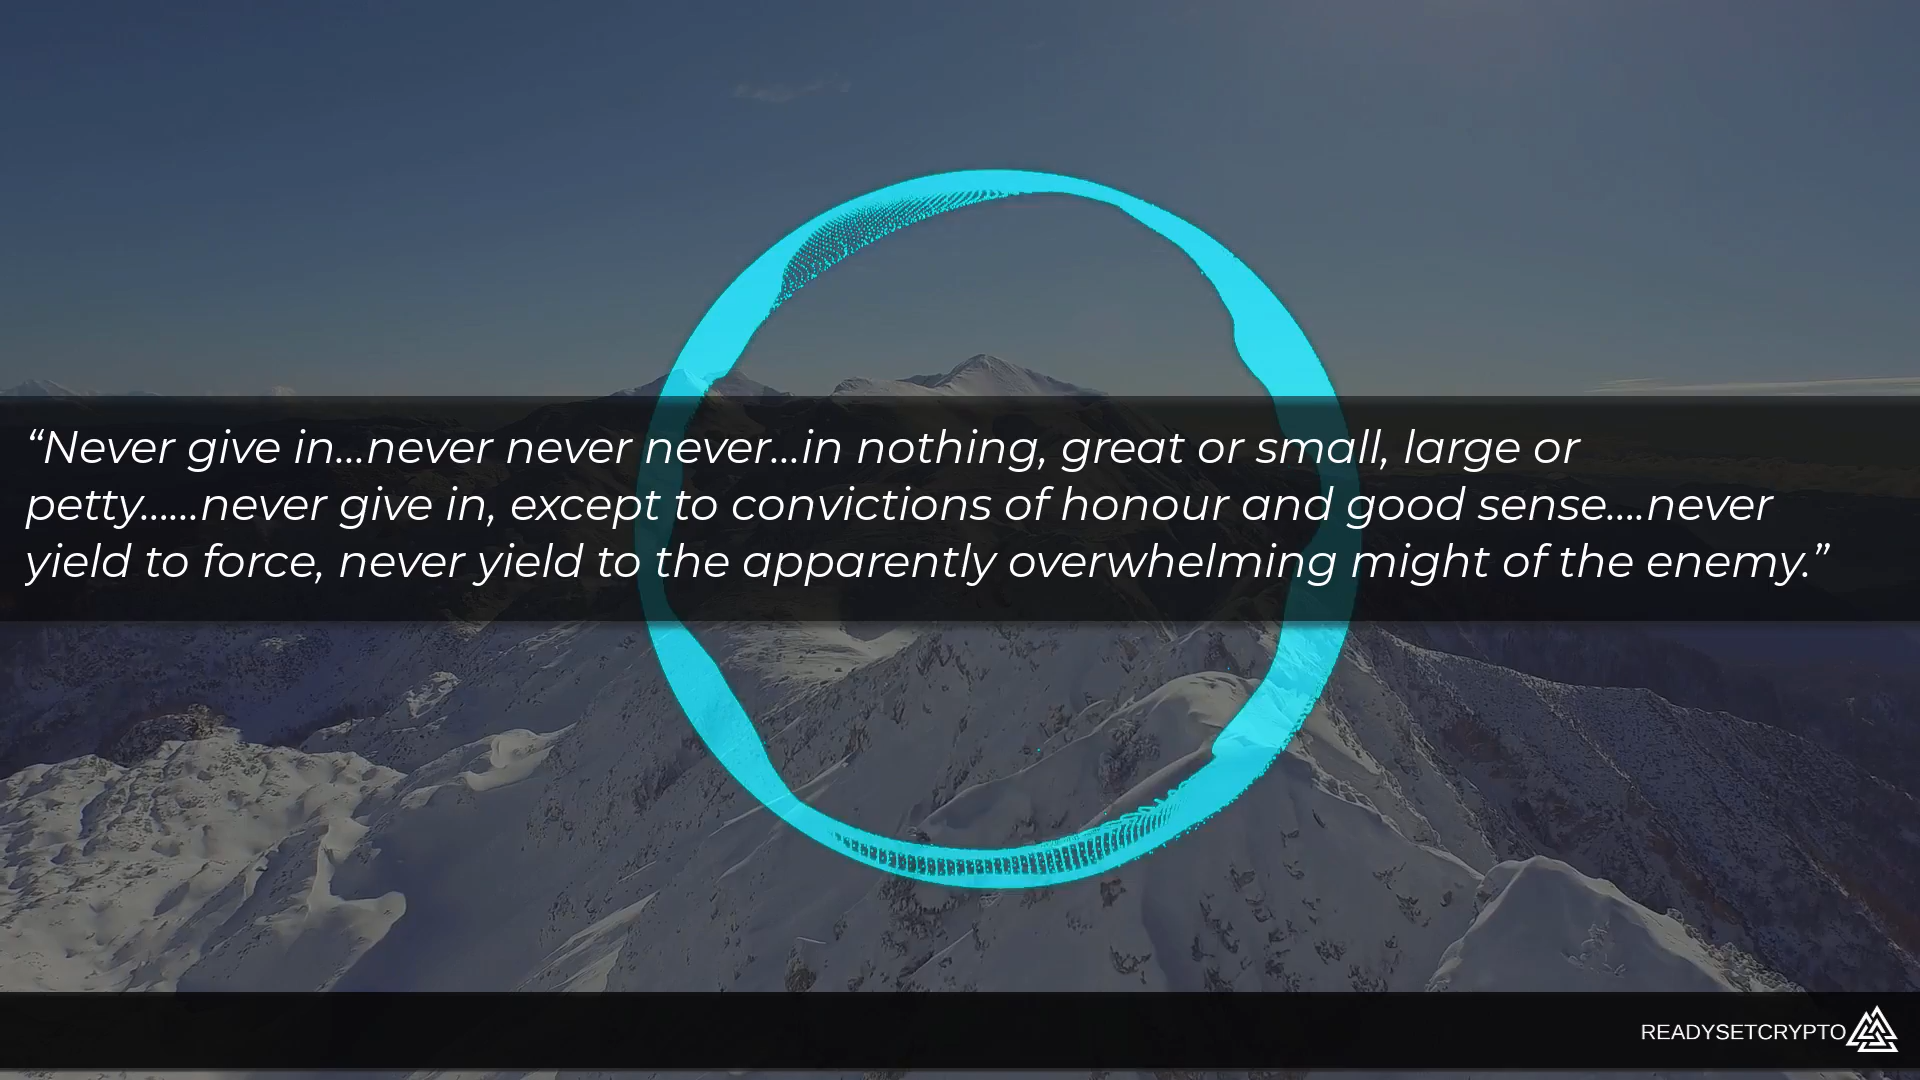 “Never give in...never never never...in nothing, great or small, large or
petty......never give in, except to convictions of honour and good sense....never
yield to force, never yield to the apparently overwhelming might of the enemy.”
READYSETCRYPTO